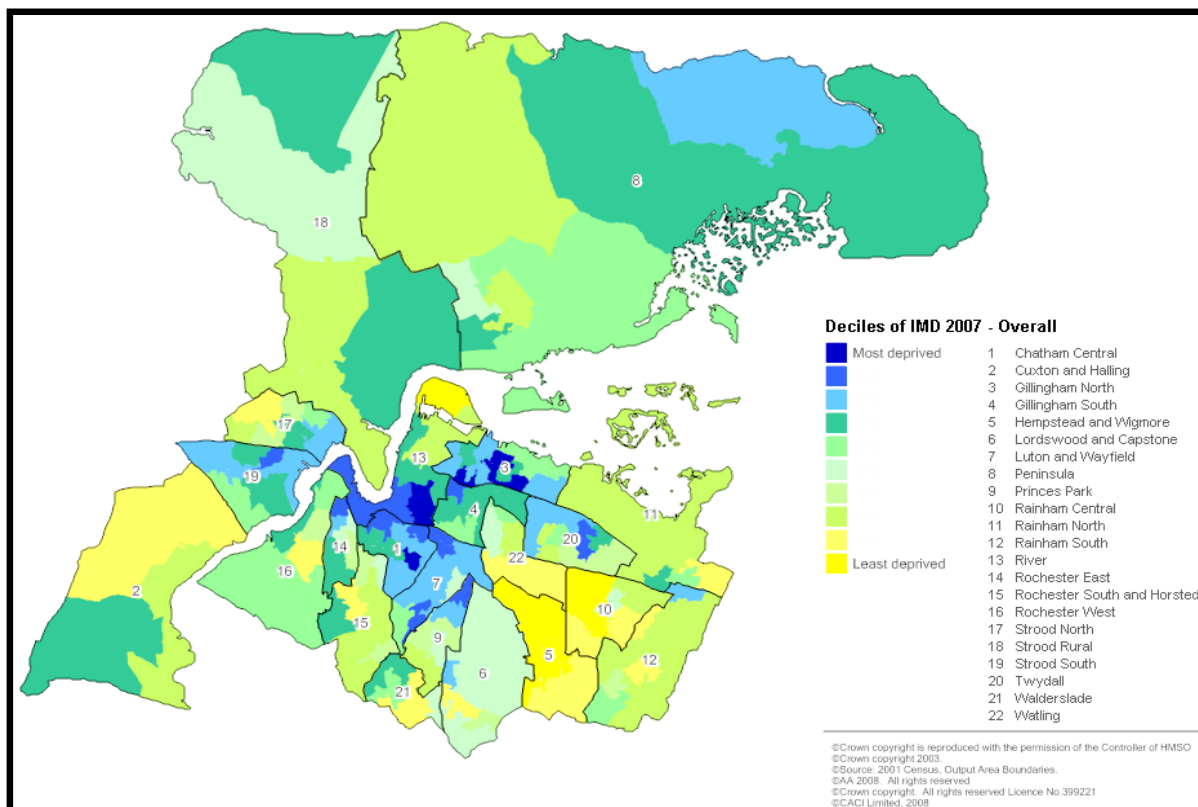 8
18
17
13
3
19
4
11
20
14
1
22
16
7
2
10
15
9
5
12
6
21
Deciles of IMD 2007 - Overall
Most deprived
Least deprived
1 Chatham Central
2 Cuxton and Halling
3 Gillingham North
4 Gillingham South
5 Hempstead and Wigmore
6 Lordswood and Capstone
7 Luton and Wayfield
8 Peninsula
9 Princes Park
10 Rainham Central
11 Rainham North
12 Rainham South
13 River
14 Rochester East
15 Rochester South and Horsted
16 Rochester West
17 Strood North
18 Strood Rural
19 Strood South
20 Twydall
21 Walderslade
22 Watling
©Crown copyright is reproduced with the permission of the Controller of HMSO
©Crown copyright 2003.
©Source: 2001 Census, Output Area Boundaries.
©AA 2008. All rights reserved
©Crown copyright. All rights reserved Licence No.399221
©CACI Limited, 2008